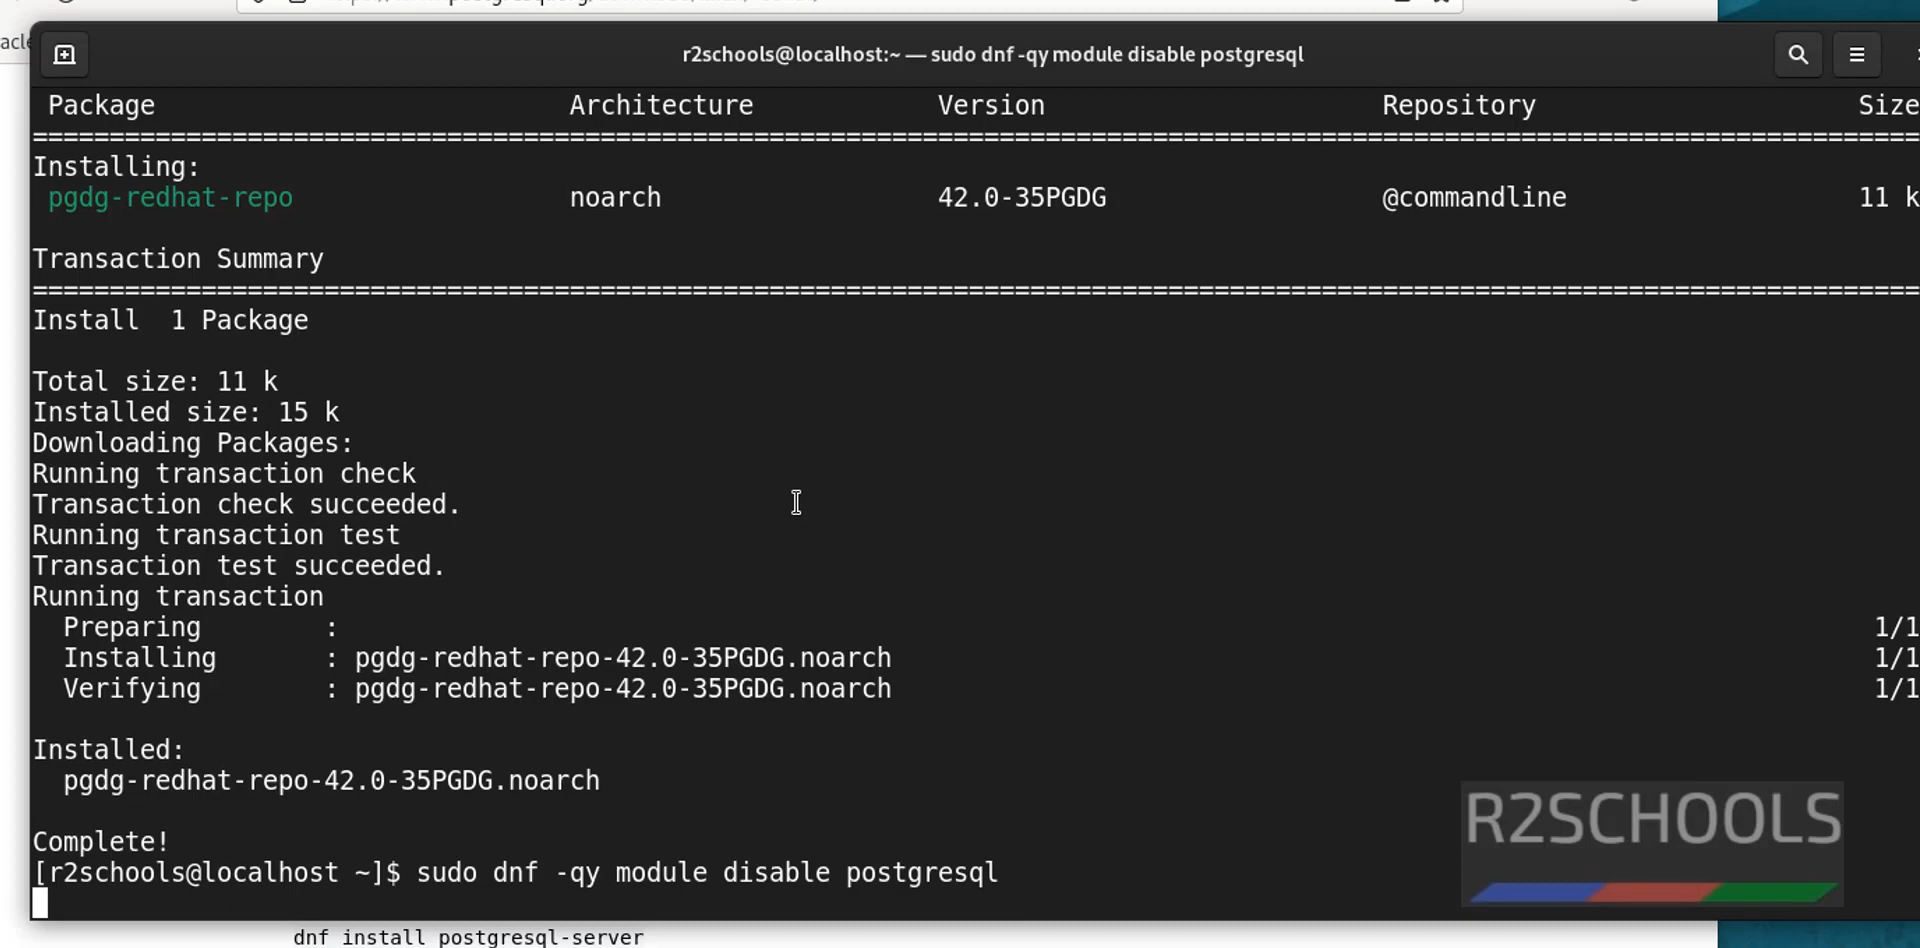 acle
r2schools@localhost:~ — sudo dnf -qy module disable postgresql
Package Architecture Version Repository Size
================================================================================
Installing:
pgdg-redhat-repo noarch 42.0-35PGDG @commandline 11 k
Transaction Summary
================================================================================
Install 1 Package
Total size: 11 k
Installed size: 15 k
Downloading Packages:
Running transaction check
Transaction check succeeded.
Running transaction test
Transaction test succeeded.
Running transaction
Preparing : 1/1
Installing : pgdg-redhat-repo-42.0-35PGDG.noarch 1/1
Verifying : pgdg-redhat-repo-42.0-35PGDG.noarch 1/1
Installed:
pgdg-redhat-repo-42.0-35PGDG.noarch
Complete!
[r2schools@localhost ~]$ sudo dnf -qy module disable postgresql
R2SCHOOLS
dnf install postgresql-server